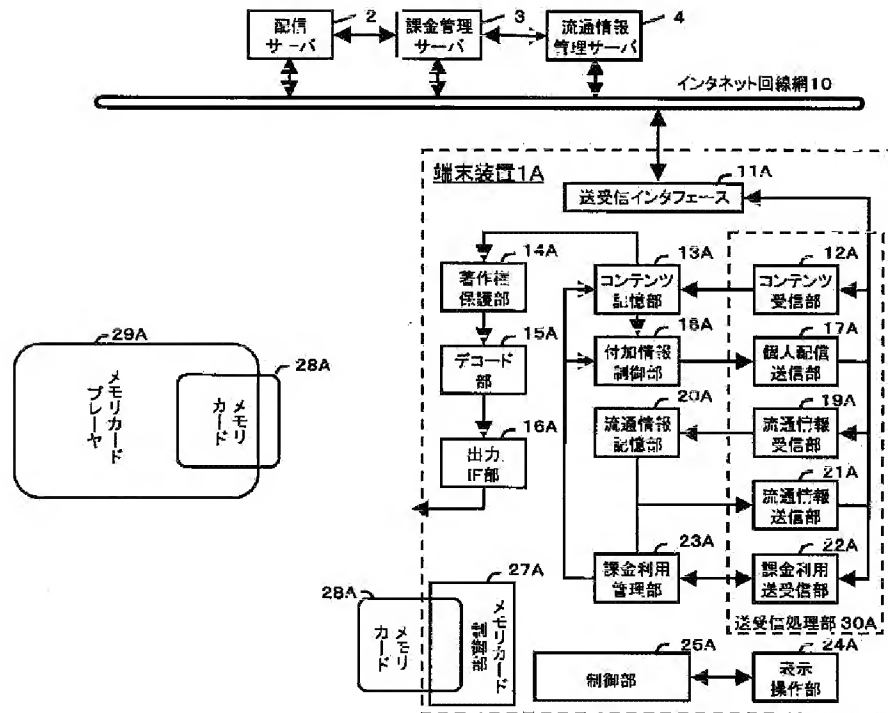 配信
サーバ
2
課金管理
サーバ
3
流通情報
管理サーバ
4
インタネット回線網10
端末装置1A
11A
送受信インタフェース
14A
著作権
保護部
13A
コンテンツ
記憶部
12A
コンテンツ
受信部
15A
デコード
部
18A
付加情報
制御部
17A
個人配信
送信部
29A
メモリカード
プレーヤ
28A
メモリ
カード
16A
出力
IF部
20A
流通情報
記憶部
19A
流通情報
受信部
21A
流通情報
送信部
23A
課金利用
管理部
22A
課金利用
送受信部
送受信処理部30A
27A
メモリカード
制御部
28A
メモリ
カード
25A
制御部
24A
表示
操作部